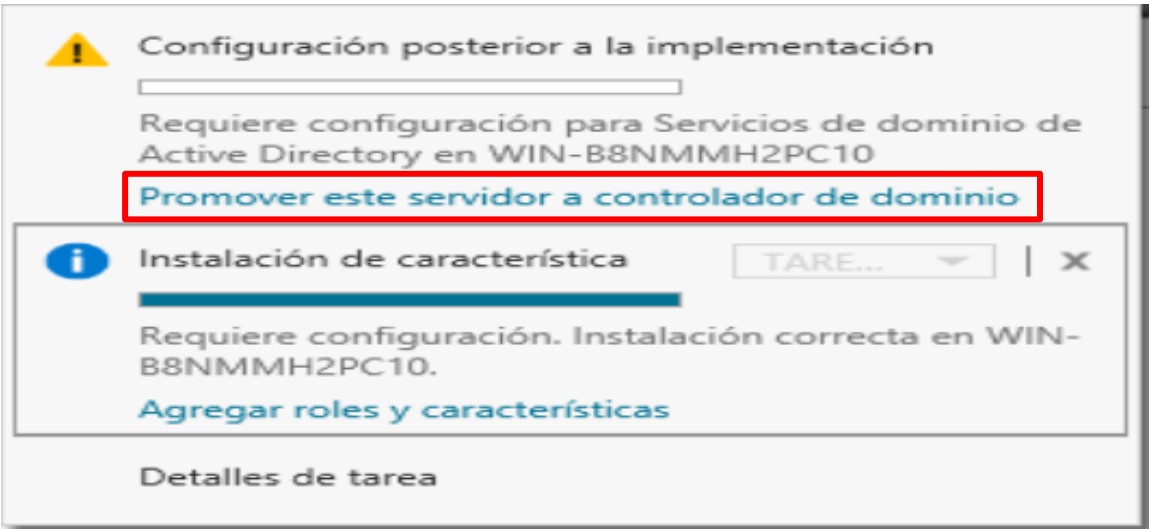 Configuración posterior a la implementación
Requiere configuración para Servicios de dominio de
Active Directory en WIN-B8NMMH2PC10
Promover este servidor a controlador de dominio
Instalación de característica
TARE...
Requiere configuración. Instalación correcta en WIN-
B8NMMH2PC10.
Agregar roles y características
Detalles de tarea